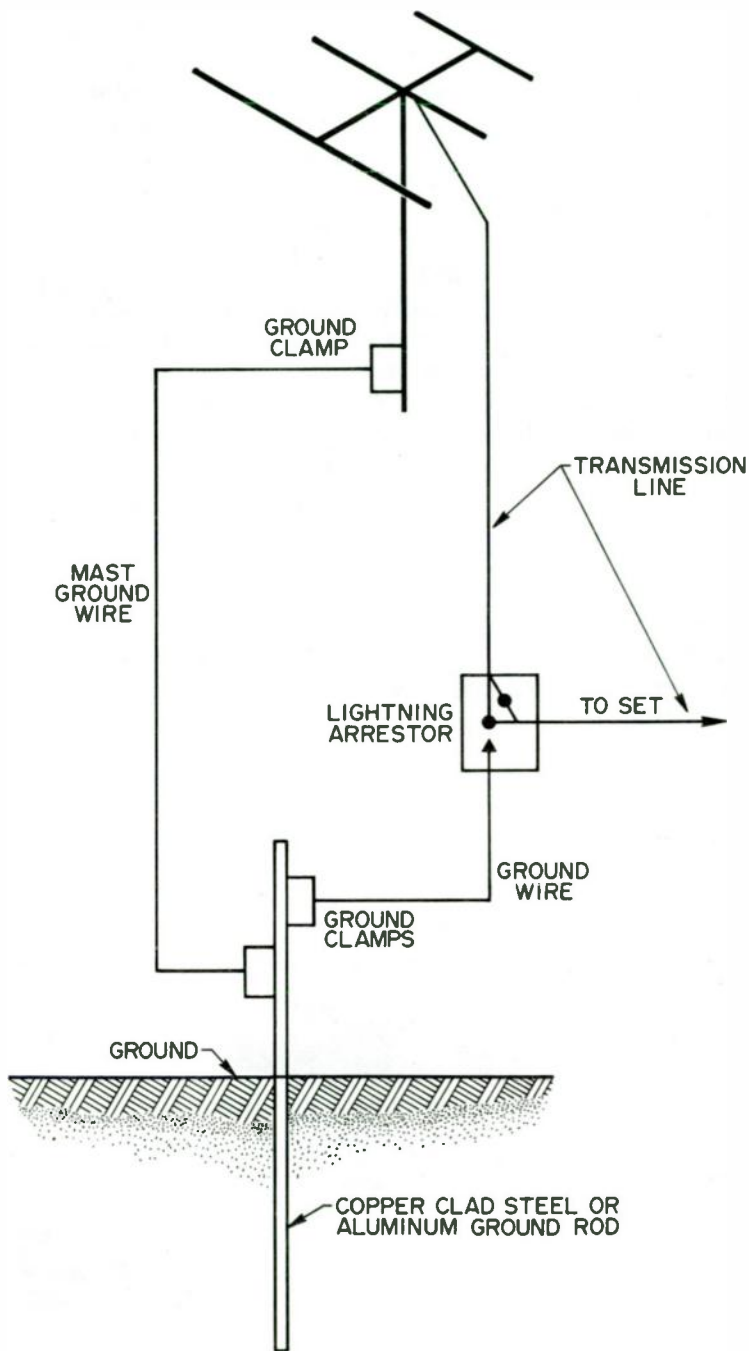 GROUND
CLAMP
TRANSMISSION
LINE
MAST
GROUND
WIRE
LIGHTNING
ARRESTOR
TO SET
GROUND
WIRE
GROUND
CLAMPS
GROUND
COPPER CLAD STEEL OR
ALUMINUM GROUND ROD